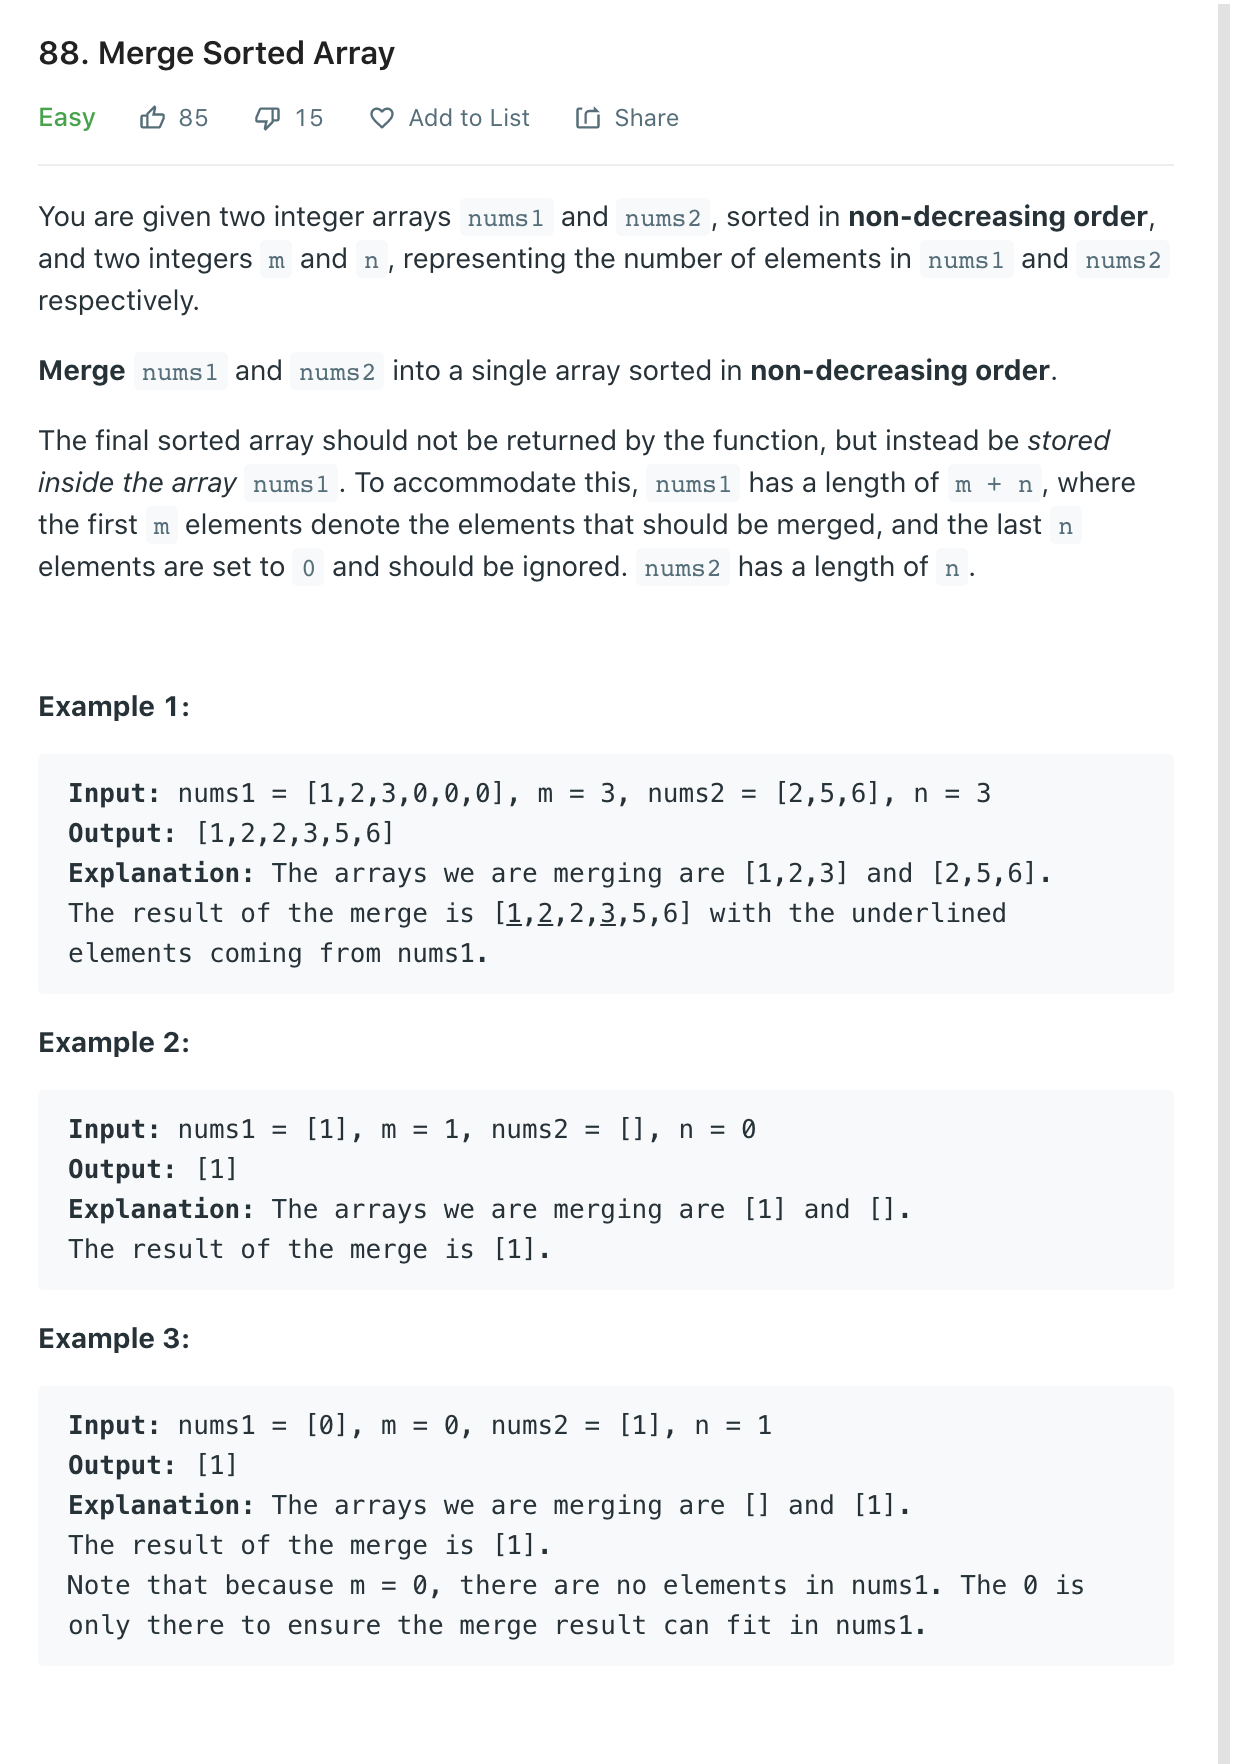 88. Merge Sorted Array
Easy 85 15 Add to List Share
You are given two integer arrays nums1 and nums2, sorted in non-decreasing order,
and two integers m and n, representing the number of elements in nums1 and nums2
respectively.
Merge nums1 and nums2 into a single array sorted in non-decreasing order.
The final sorted array should not be returned by the function, but instead be stored
inside the array nums1. To accommodate this, nums1 has a length of m + n, where
the first m elements denote the elements that should be merged, and the last n
elements are set to 0 and should be ignored. nums2 has a length of n.
Example 1:
Input: nums1 = [1,2,3,0,0,0], m = 3, nums2 = [2,5,6], n = 3
Output: [1,2,2,3,5,6]
Explanation: The arrays we are merging are [1,2,3] and [2,5,6].
The result of the merge is [1,2,2,3,5,6] with the underlined
elements coming from nums1.
Example 2:
Input: nums1 = [1], m = 1, nums2 = [], n = 0
Output: [1]
Explanation: The arrays we are merging are [1] and [].
The result of the merge is [1].
Example 3:
Input: nums1 = [0], m = 0, nums2 = [1], n = 1
Output: [1]
Explanation: The arrays we are merging are [] and [1].
The result of the merge is [1].
Note that because m = 0, there are no elements in nums1. The 0 is
only there to ensure the merge result can fit in nums1.